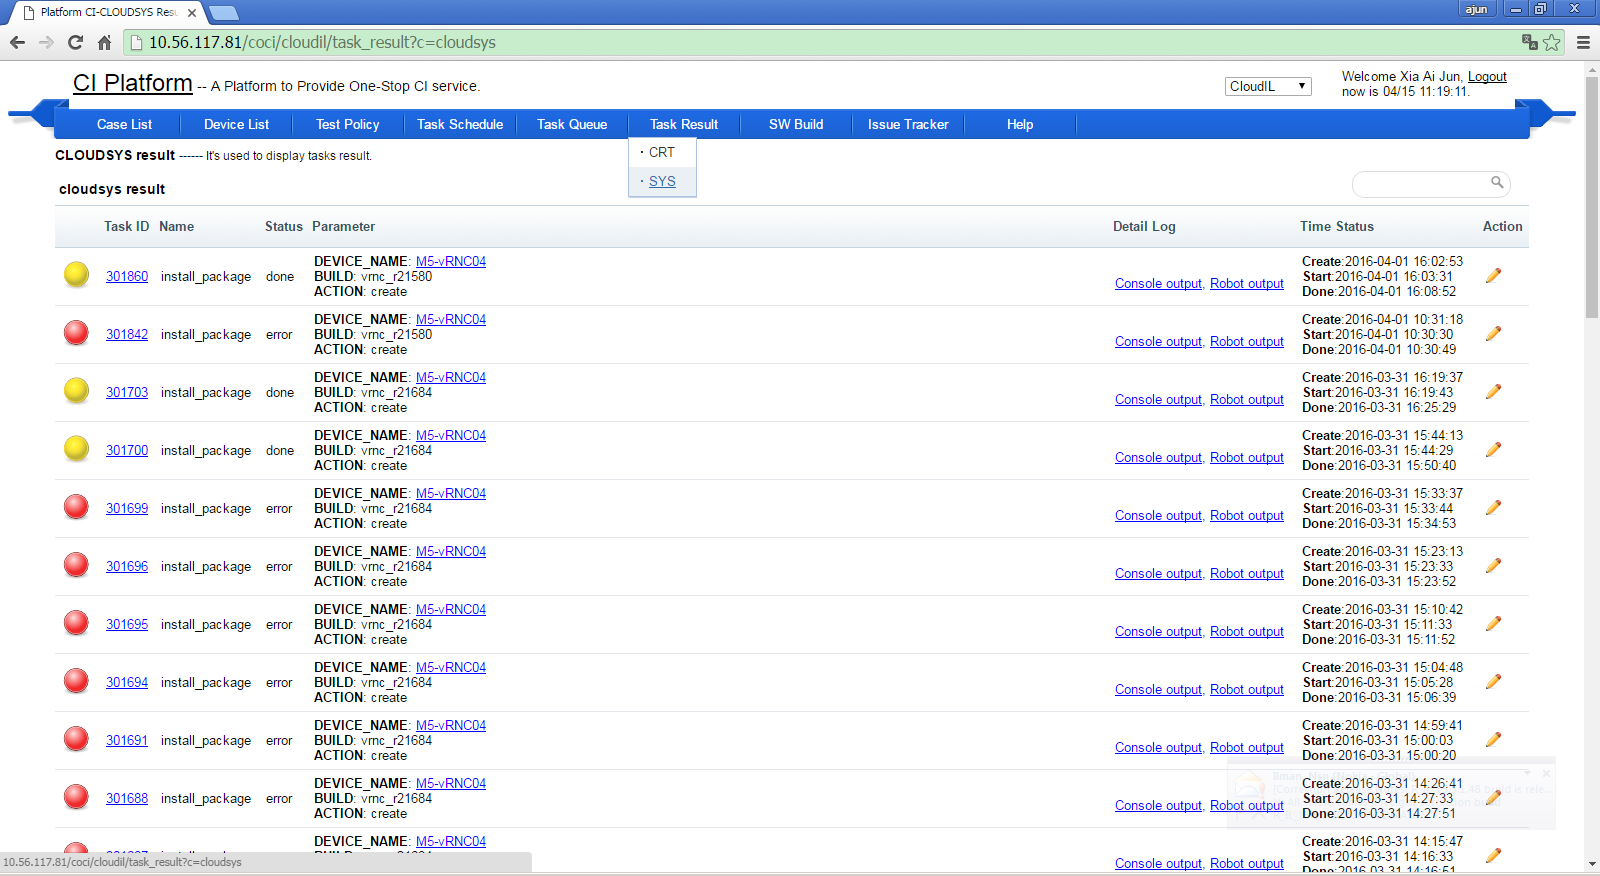 Platform CI-CLOUDSYS Resu
ajun
10.56.117.81/coci/cloudil/task_result?c=cloudsys
CI Platform -- A Platform to Provide One-Stop CI service.
CloudIL
Welcome Xia Ai Jun, Logout
now is 04/15 11:19:11.
Case List Device List Test Policy Task Schedule Task Queue Task Result SW Build Issue Tracker Help
· CRT
· SYS
CLOUDSYS result ------ It's used to display tasks result.
cloudsys result
Task ID Name Status Parameter Detail Log Time Status Action
301860 install_package done
DEVICE_NAME: M5-vRNC04
BUILD: vrnc_r21580
ACTION: create
Console output, Robot output
Create:2016-04-01 16:02:53
Start:2016-04-01 16:03:31
Done:2016-04-01 16:08:52
301842 install_package error
DEVICE_NAME: M5-vRNC04
BUILD: vrnc_r21580
ACTION: create
Console output, Robot output
Create:2016-04-01 10:31:18
Start:2016-04-01 10:30:30
Done:2016-04-01 10:30:49
301703 install_package done
DEVICE_NAME: M5-vRNC04
BUILD: vrnc_r21684
ACTION: create
Console output, Robot output
Create:2016-03-31 16:19:37
Start:2016-03-31 16:19:43
Done:2016-03-31 16:25:29
301700 install_package done
DEVICE_NAME: M5-vRNC04
BUILD: vrnc_r21684
ACTION: create
Console output, Robot output
Create:2016-03-31 15:44:13
Start:2016-03-31 15:44:29
Done:2016-03-31 15:50:40
301699 install_package error
DEVICE_NAME: M5-vRNC04
BUILD: vrnc_r21684
ACTION: create
Console output, Robot output
Create:2016-03-31 15:33:37
Start:2016-03-31 15:33:44
Done:2016-03-31 15:34:53
301696 install_package error
DEVICE_NAME: M5-vRNC04
BUILD: vrnc_r21684
ACTION: create
Console output, Robot output
Create:2016-03-31 15:23:13
Start:2016-03-31 15:23:33
Done:2016-03-31 15:23:52
301695 install_package error
DEVICE_NAME: M5-vRNC04
BUILD: vrnc_r21684
ACTION: create
Console output, Robot output
Create:2016-03-31 15:10:42
Start:2016-03-31 15:11:33
Done:2016-03-31 15:11:52
301694 install_package error
DEVICE_NAME: M5-vRNC04
BUILD: vrnc_r21684
ACTION: create
Console output, Robot output
Create:2016-03-31 15:04:48
Start:2016-03-31 15:05:28
Done:2016-03-31 15:06:39
301691 install_package error
DEVICE_NAME: M5-vRNC04
BUILD: vrnc_r21684
ACTION: create
Console output, Robot output
Create:2016-03-31 14:59:41
Start:2016-03-31 15:00:03
Done:2016-03-31 15:00:20
301688 install_package error
DEVICE_NAME: M5-vRNC04
BUILD: vrnc_r21684
ACTION: create
Console output, Robot output
Create:2016-03-31 14:26:41
Start:2016-03-31 14:27:33
Done:2016-03-31 14:27:51
DEVICE_NAME: M5-vRNC04
Console output, Robot output
Create:2016-03-31 14:15:47
Start:2016-03-31 14:16:33
10.56.117.81/coci/cloudil/task_result?c=cloudsys